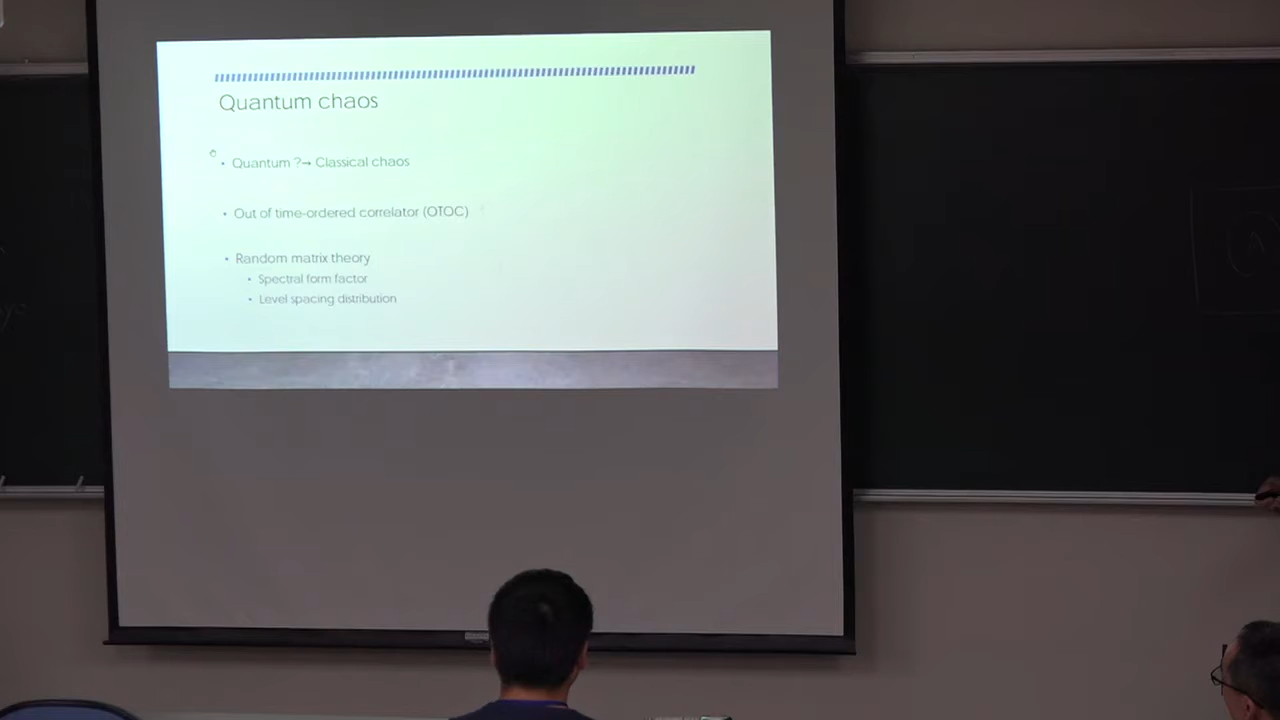 Quantum chaos
• Quantum ?→ Classical chaos
• Out of time-ordered correlator (OTOC)
• Random matrix theory
• Spectral form factor
• Level spacing distribution